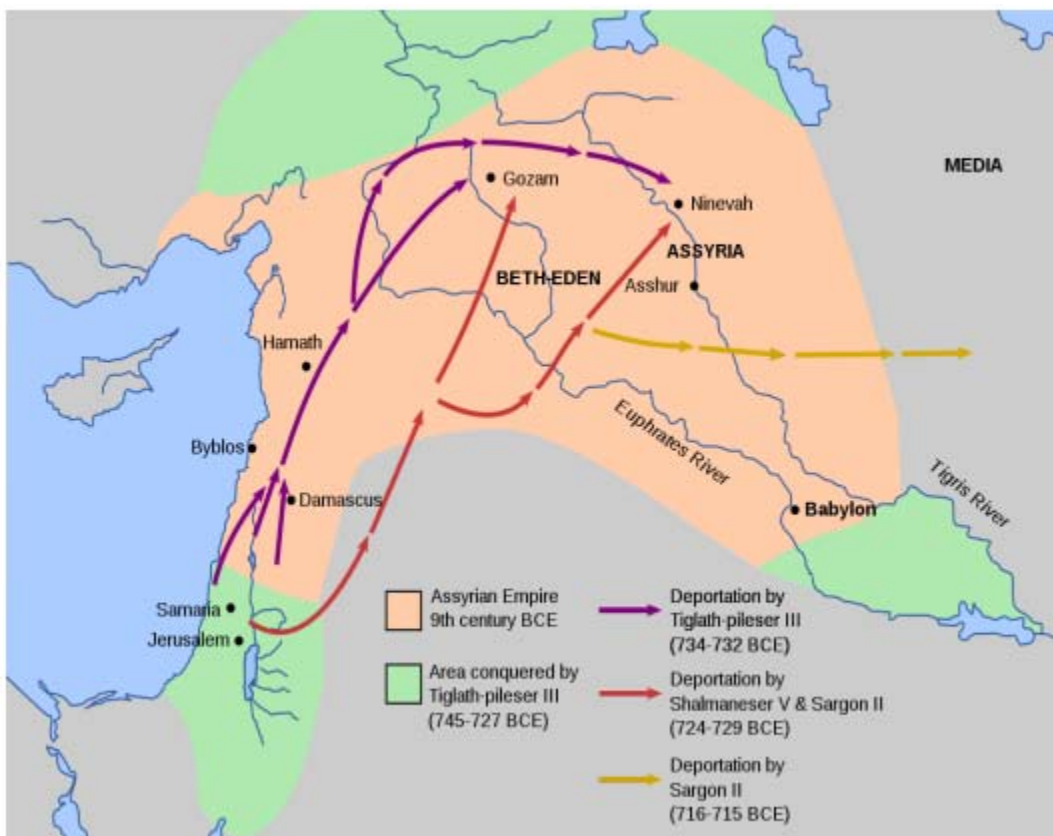 MEDIA
Gozam
Ninevah
ASSYRIA
BETH-EDEN
Asshur
Hamath
Byblos
Euphrates River
Tigris River
Damascus
Babylon
Samaria
Jerusalem
Assyrian Empire
9th century BCE
Area conquered by
Tiglath-pileser III
(745-727 BCE)
Deportation by
Tiglath-pileser III
(734-732 BCE)
Deportation by
Shalmaneser V & Sargon II
(724-729 BCE)
Deportation by
Sargon II
(716-715 BCE)